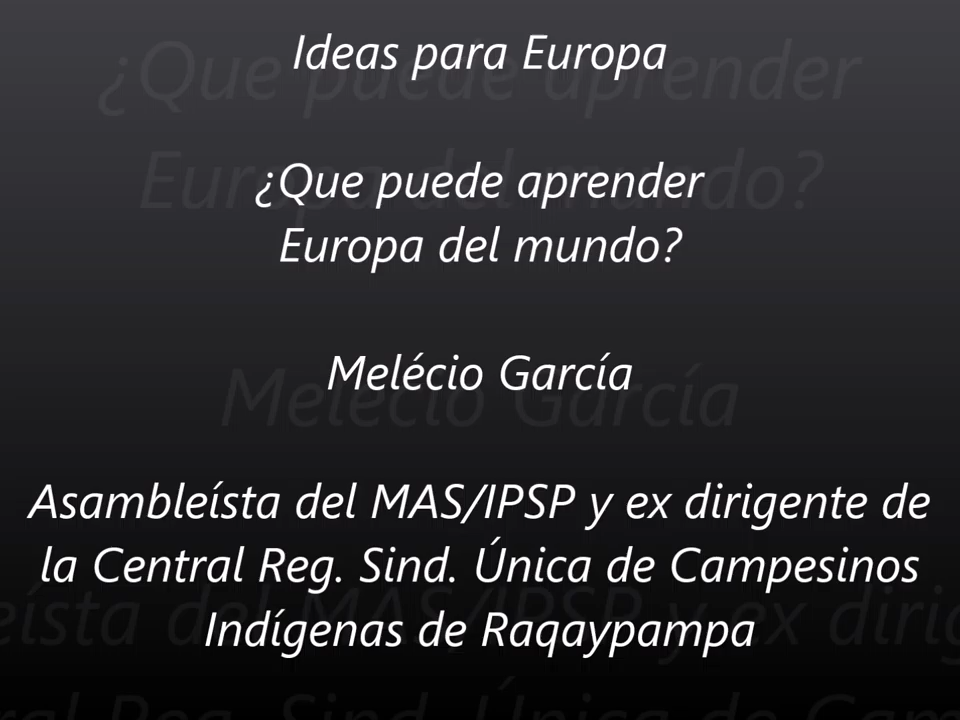 Ideas para Europa
¿Que puede aprender
Europa del mundo?
Melécio García
Asambleísta del MAS/IPSP y ex dirigente de
la Central Reg. Sind. Única de Campesinos
Indígenas de Raqaypampa